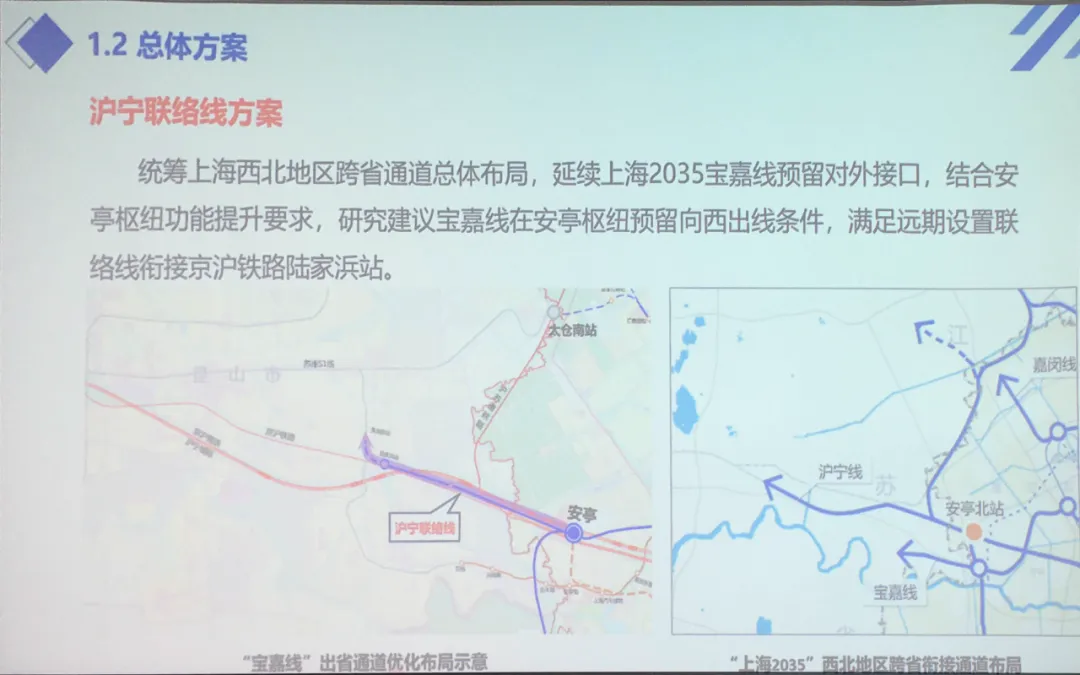 1.2 总体方案
沪宁联络线方案
统筹上海西北地区跨省通道总体布局，延续上海2035宝嘉线预留对外接口，结合安
亭枢纽功能提升要求，研究建议宝嘉线在安亭枢纽预留向西出线条件，满足远期设置联
络线衔接京沪铁路陆家浜站。
太仓南站
昆山市
京沪铁路
沪宁联络线
安亭
江
嘉闵线
沪宁线
苏
安亭北站
宝嘉线
“宝嘉线”出省通道优化布局示意
“上海2035”西北地区跨省衔接通道布局